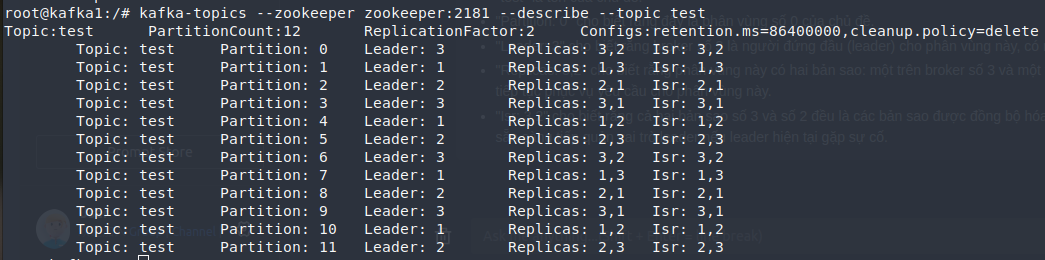 root@kafka1:/# kafka-topics --zookeeper zookeeper:2181 --describe --topic test
Topic:test PartitionCount:12 ReplicationFactor:2 Configs:retention.ms=86400000,cleanup.policy=delete
Topic: test Partition: 0 Leader: 3 Replicas: 3,2 Isr: 3,2
Topic: test Partition: 1 Leader: 1 Replicas: 1,3 Isr: 1,3
Topic: test Partition: 2 Leader: 2 Replicas: 2,1 Isr: 2,1
Topic: test Partition: 3 Leader: 3 Replicas: 3,1 Isr: 3,1
Topic: test Partition: 4 Leader: 1 Replicas: 1,2 Isr: 1,2
Topic: test Partition: 5 Leader: 2 Replicas: 2,3 Isr: 2,3
Topic: test Partition: 6 Leader: 3 Replicas: 3,2 Isr: 3,2
Topic: test Partition: 7 Leader: 1 Replicas: 1,3 Isr: 1,3
Topic: test Partition: 8 Leader: 2 Replicas: 2,1 Isr: 2,1
Topic: test Partition: 9 Leader: 3 Replicas: 3,1 Isr: 3,1
Topic: test Partition: 10 Leader: 1 Replicas: 1,2 Isr: 1,2
Topic: test Partition: 11 Leader: 2 Replicas: 2,3 Isr: 2,3